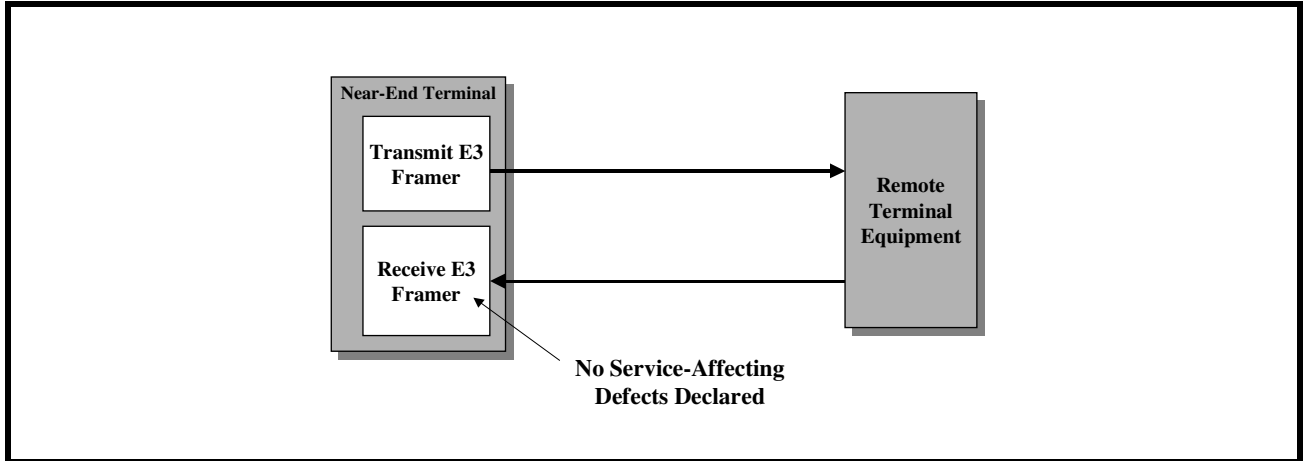 Near-End Terminal
Transmit E3
Framer
Receive E3
Framer
Remote
Terminal
Equipment
No Service-Affecting
Defects Declared